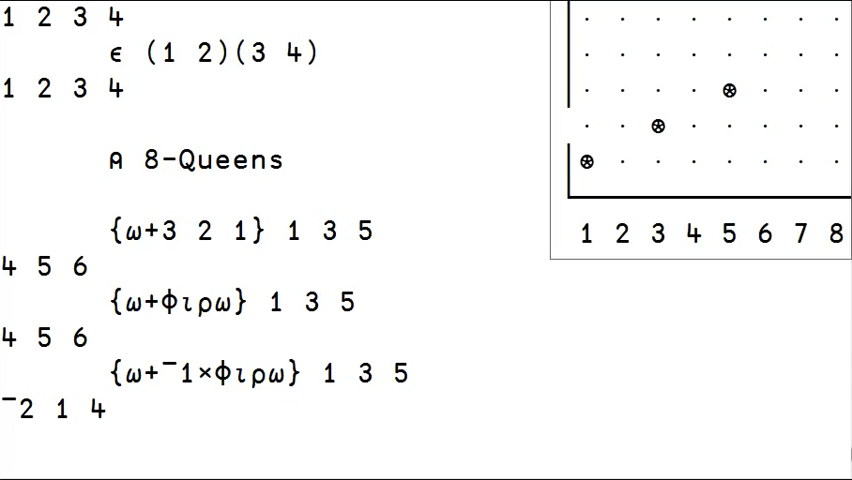 1 2 3 4
∊ (1 2)(3 4)
1 2 3 4
⍝ 8-Queens
{⍵+3 2 1} 1 3 5
4 5 6
{⍵+⌽⍳⍴⍵} 1 3 5
4 5 6
{⍵+¯1×⌽⍳⍴⍵} 1 3 5
¯2 1 4
· · · · · · · ·
· · · · · · · ·
· · · · ⍟ · · ·
· · ⍟ · · · · ·
⍟ · · · · · · ·
1 2 3 4 5 6 7 8